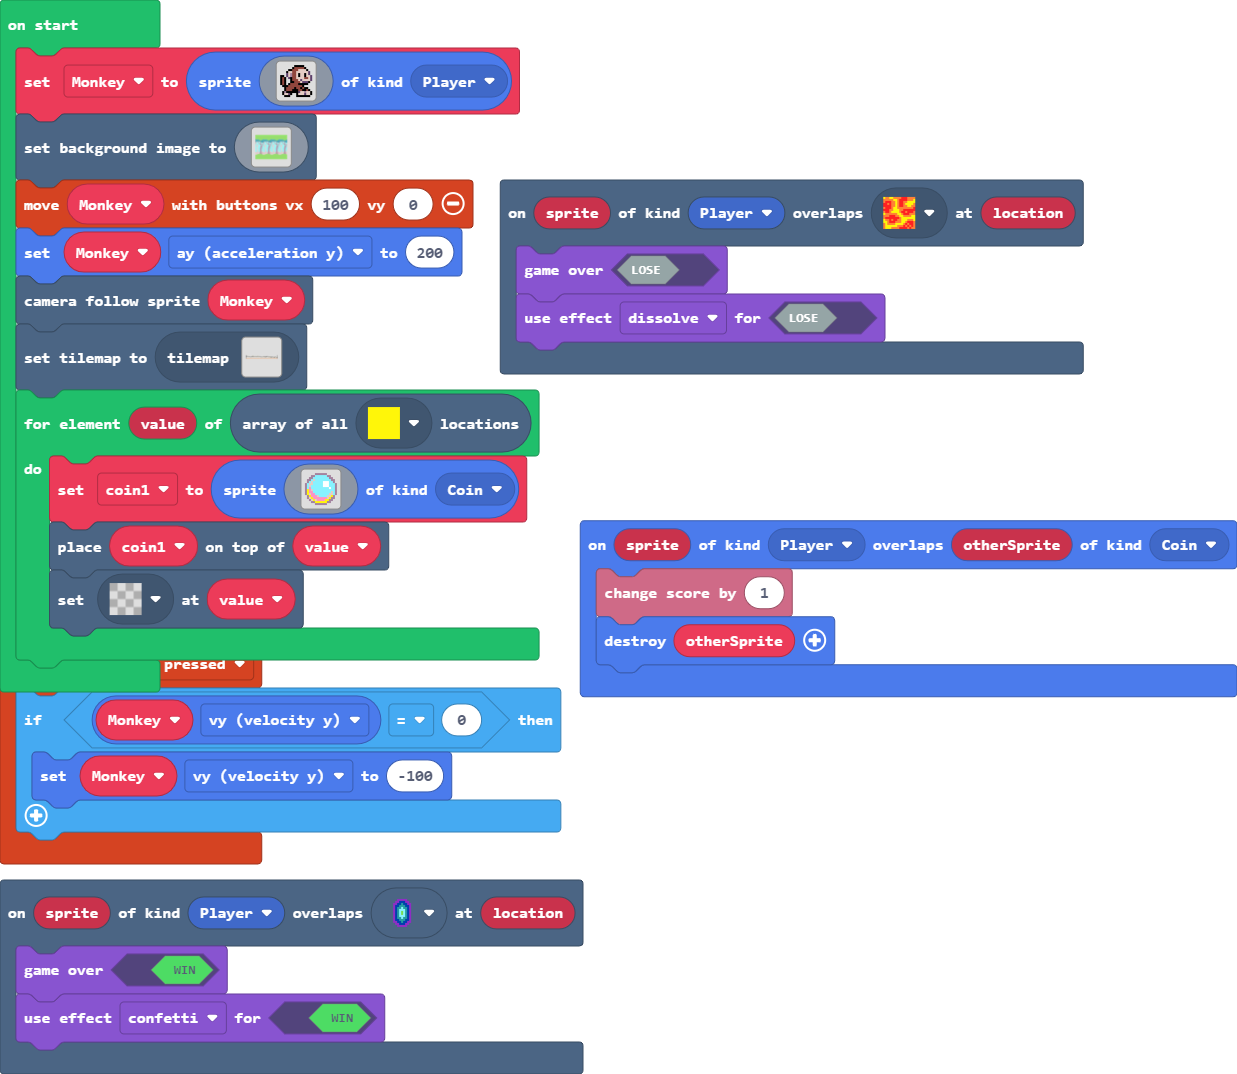 on start
set Monkey to sprite of kind Player
set background image to
move Monkey with buttons vx 100 vy 0
set Monkey ay (acceleration y) to 200
camera follow sprite Monkey
set tilemap to tilemap
for element value of array of all locations
do
set coin1 to sprite of kind Coin
place coin1 on top of value
set at value
pressed
if Monkey vy (velocity y) = 0 then
set Monkey vy (velocity y) to -100
on sprite of kind Player overlaps at location
game over WIN
use effect confetti for WIN
on sprite of kind Player overlaps at location
game over LOSE
use effect dissolve for LOSE
on sprite of kind Player overlaps otherSprite of kind Coin
change score by 1
destroy otherSprite